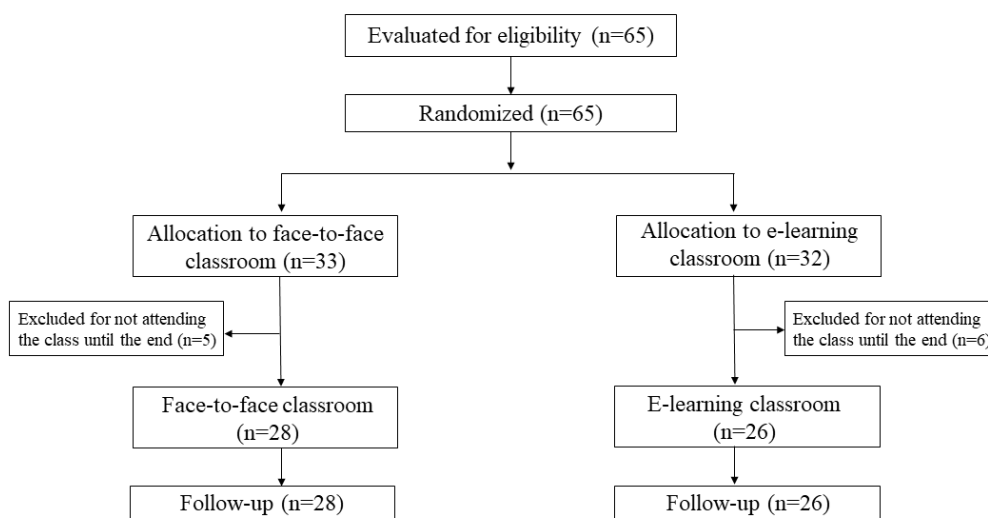 Evaluated for eligibility (n=65)
Randomized (n=65)
Allocation to face-to-face
classroom (n=33)
Allocation to e-learning
classroom (n=32)
Excluded for not attending
the class until the end (n=5)
Excluded for not attending
the class until the end (n=6)
Face-to-face classroom
(n=28)
E-learning classroom
(n=26)
Follow-up (n=28)
Follow-up (n=26)